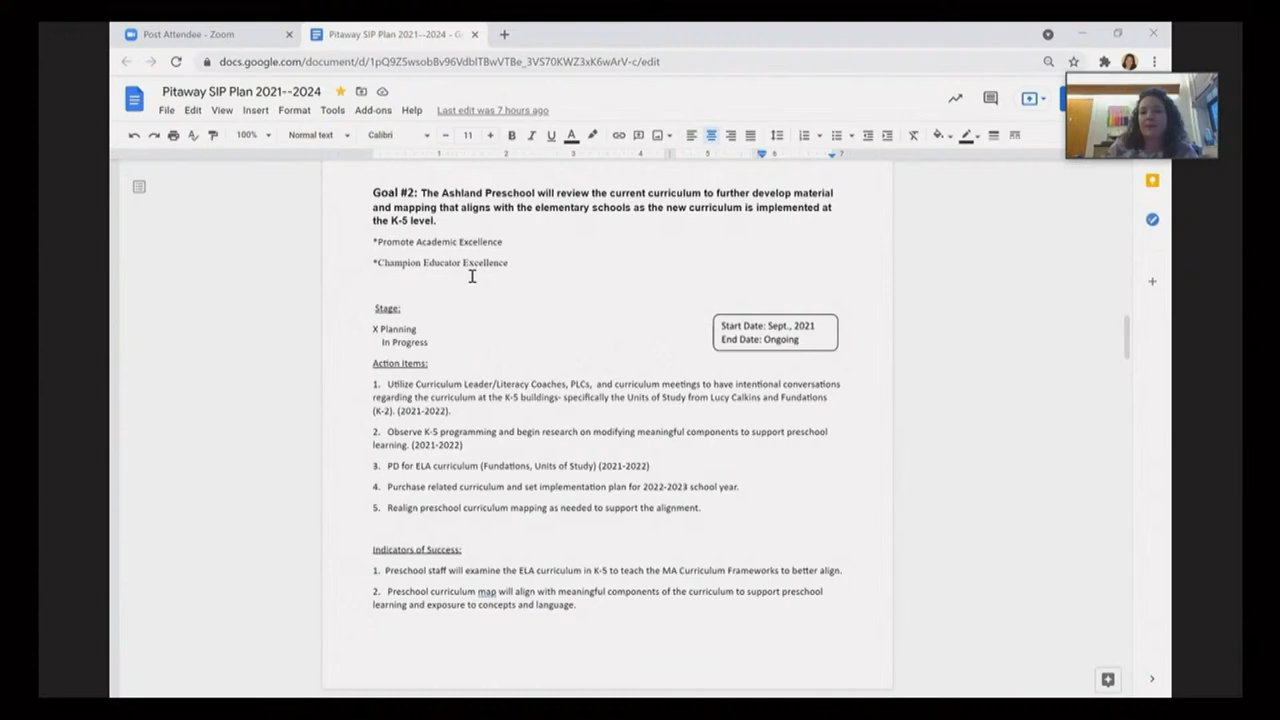 Post Attendee - Zoom
Pitaway SIP Plan 2021--2024 - G
docs.google.com/document/d/1pQ9Z5wsobBv96VdblTBwVTBe_3VS70KWZ3xK6wArV-c/edit
Pitaway SIP Plan 2021--2024
File Edit View Insert Format Tools Add-ons Help Last edit was 7 hours ago
100% Normal text Calibri 11
1 2 3 4 5 6 7
Goal #2: The Ashland Preschool will review the current curriculum to further develop material
and mapping that aligns with the elementary schools as the new curriculum is implemented at
the K-5 level.
*Promote Academic Excellence
*Champion Educator Excellence
Stage:
X Planning
In Progress
Start Date: Sept., 2021
End Date: Ongoing
Action Items:
1. Utilize Curriculum Leader/Literacy Coaches, PLCs, and curriculum meetings to have intentional conversations
regarding the curriculum at the K-5 buildings- specifically the Units of Study from Lucy Calkins and Fundations
(K-2). (2021-2022).
2. Observe K-5 programming and begin research on modifying meaningful components to support preschool
learning. (2021-2022)
3. PD for ELA curriculum (Fundations, Units of Study) (2021-2022)
4. Purchase related curriculum and set implementation plan for 2022-2023 school year.
5. Realign preschool curriculum mapping as needed to support the alignment.
Indicators of Success:
1. Preschool staff will examine the ELA curriculum in K-5 to teach the MA Curriculum Frameworks to better align.
2. Preschool curriculum map will align with meaningful components of the curriculum to support preschool
learning and exposure to concepts and language.